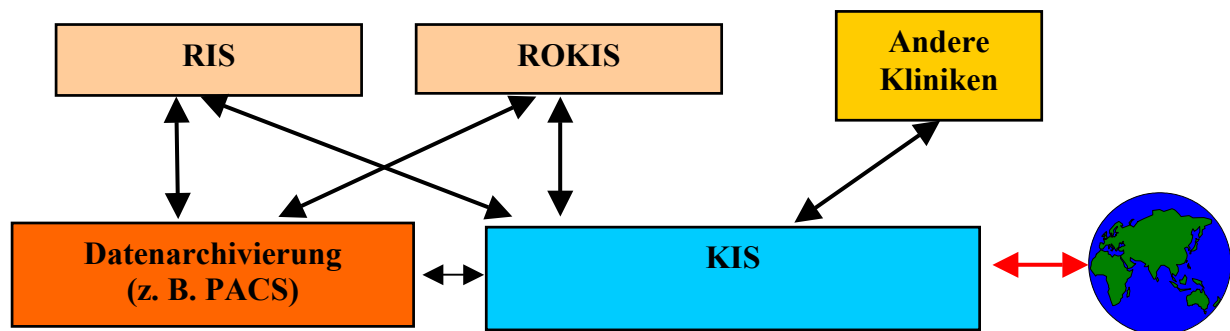 RIS
ROKIS
Andere
Kliniken
Datenarchivierung
(z. B. PACS)
KIS